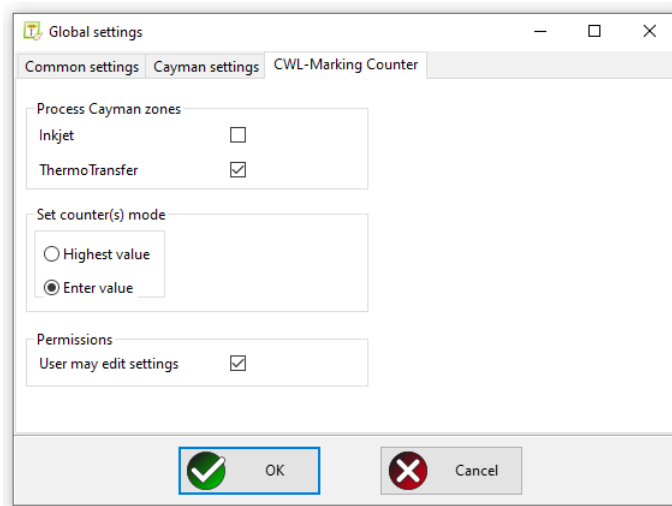 Global settings
Common settings Cayman settings CWL-Marking Counter
Process Cayman zones
Inkjet
ThermoTransfer
Set counter(s) mode
Highest value
Enter value
Permissions
User may edit settings
OK Cancel